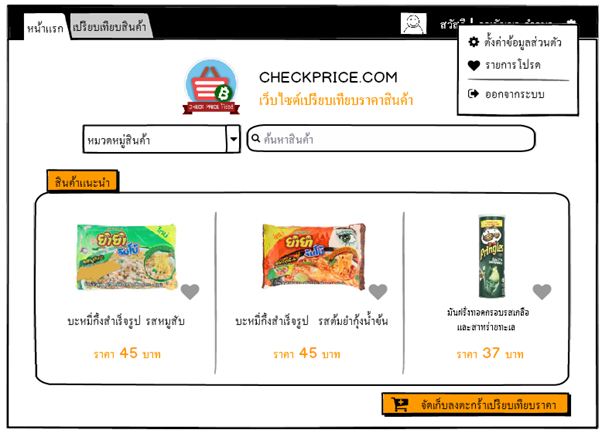 หน้าแรก
เปรียบเทียบสินค้า
สวัสดี
ตั้งค่าข้อมูลส่วนตัว
รายการโปรด
ออกจากระบบ
CHECKPRICE.COM
เว็บไซต์เปรียบเทียบราคาสินค้า
CHECK PRICE
หมวดหมู่สินค้า
ค้นหาสินค้า
สินค้าแนะนำ
ยำยำ
จัมโบ้
ยำยำ
จัมโบ้
Pringles
บะหมี่กึ่งสำเร็จรูป รสหมูสับ
บะหมี่กึ่งสำเร็จรูป รสต้มยำกุ้งน้ำข้น
มันฝรั่งทอดกรอบรสเกลือ
และสาหร่ายทะเล
ราคา 45 บาท
ราคา 45 บาท
ราคา 37 บาท
จัดเก็บลงตะกร้าเปรียบเทียบราคา